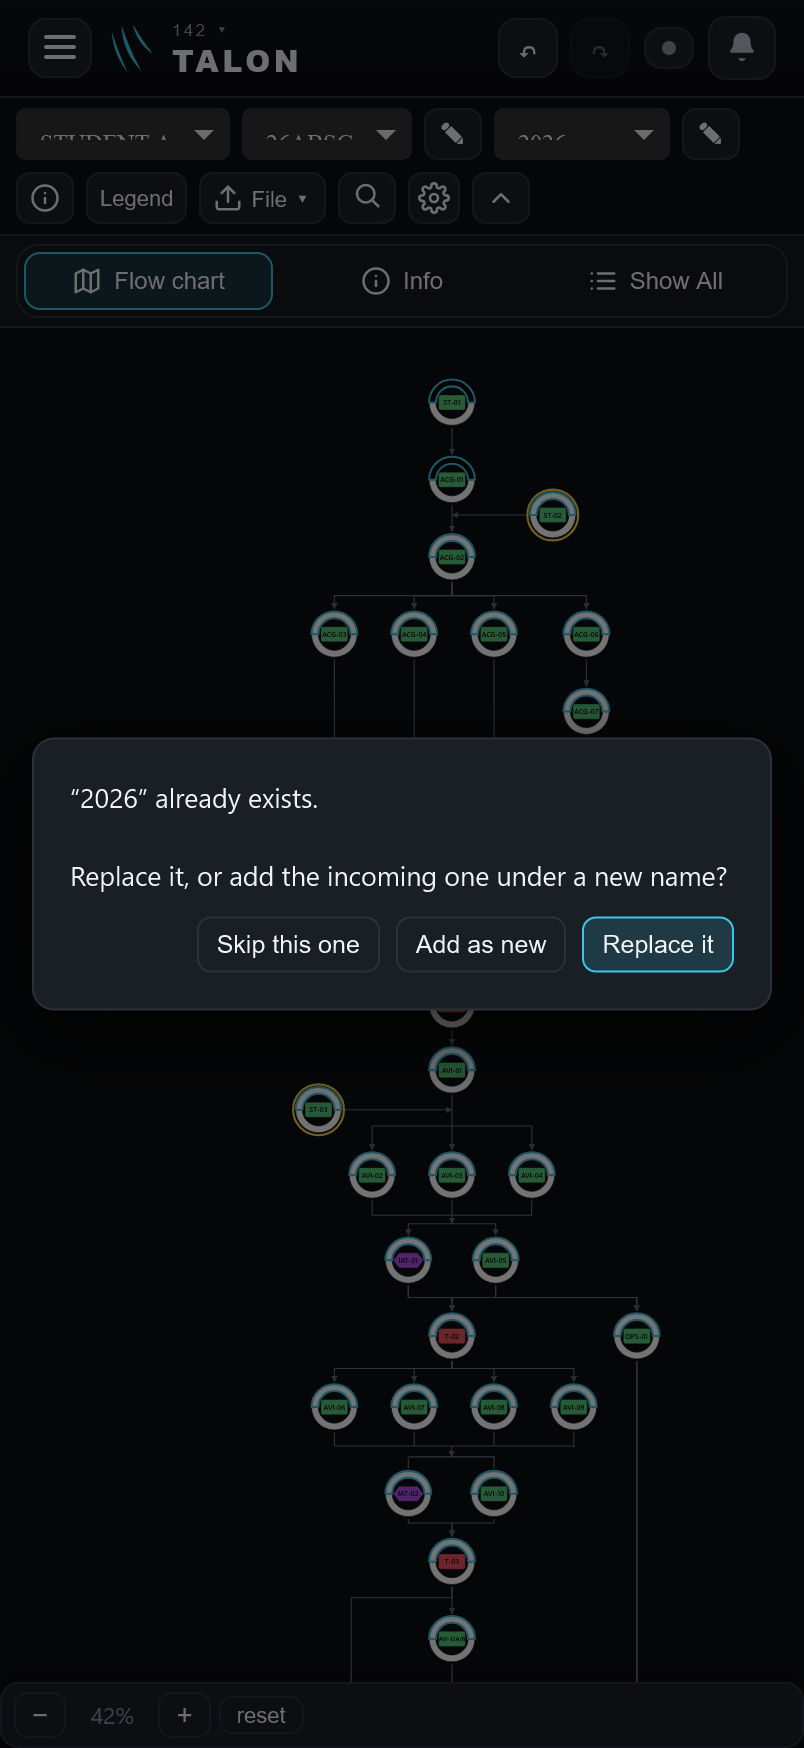 142 ▾
TALON
2026
Legend
File ▾
Flow chart
Info
Show All
ST-01
ACG-01
ST-02
ACG-02
ACG-03
ACG-04
ACG-05
ACG-06
ACG-07
“2026” already exists.
Replace it, or add the incoming one under a new name?
Skip this one
Add as new
Replace it
AVI-01
ST-03
AVI-02
AVI-03
AVI-04
IAT-01
AVI-05
T-02
OPS-01
AVI-06
AVI-07
AVI-08
AVI-09
IAT-02
AVI-10
T-03
− 42% + reset